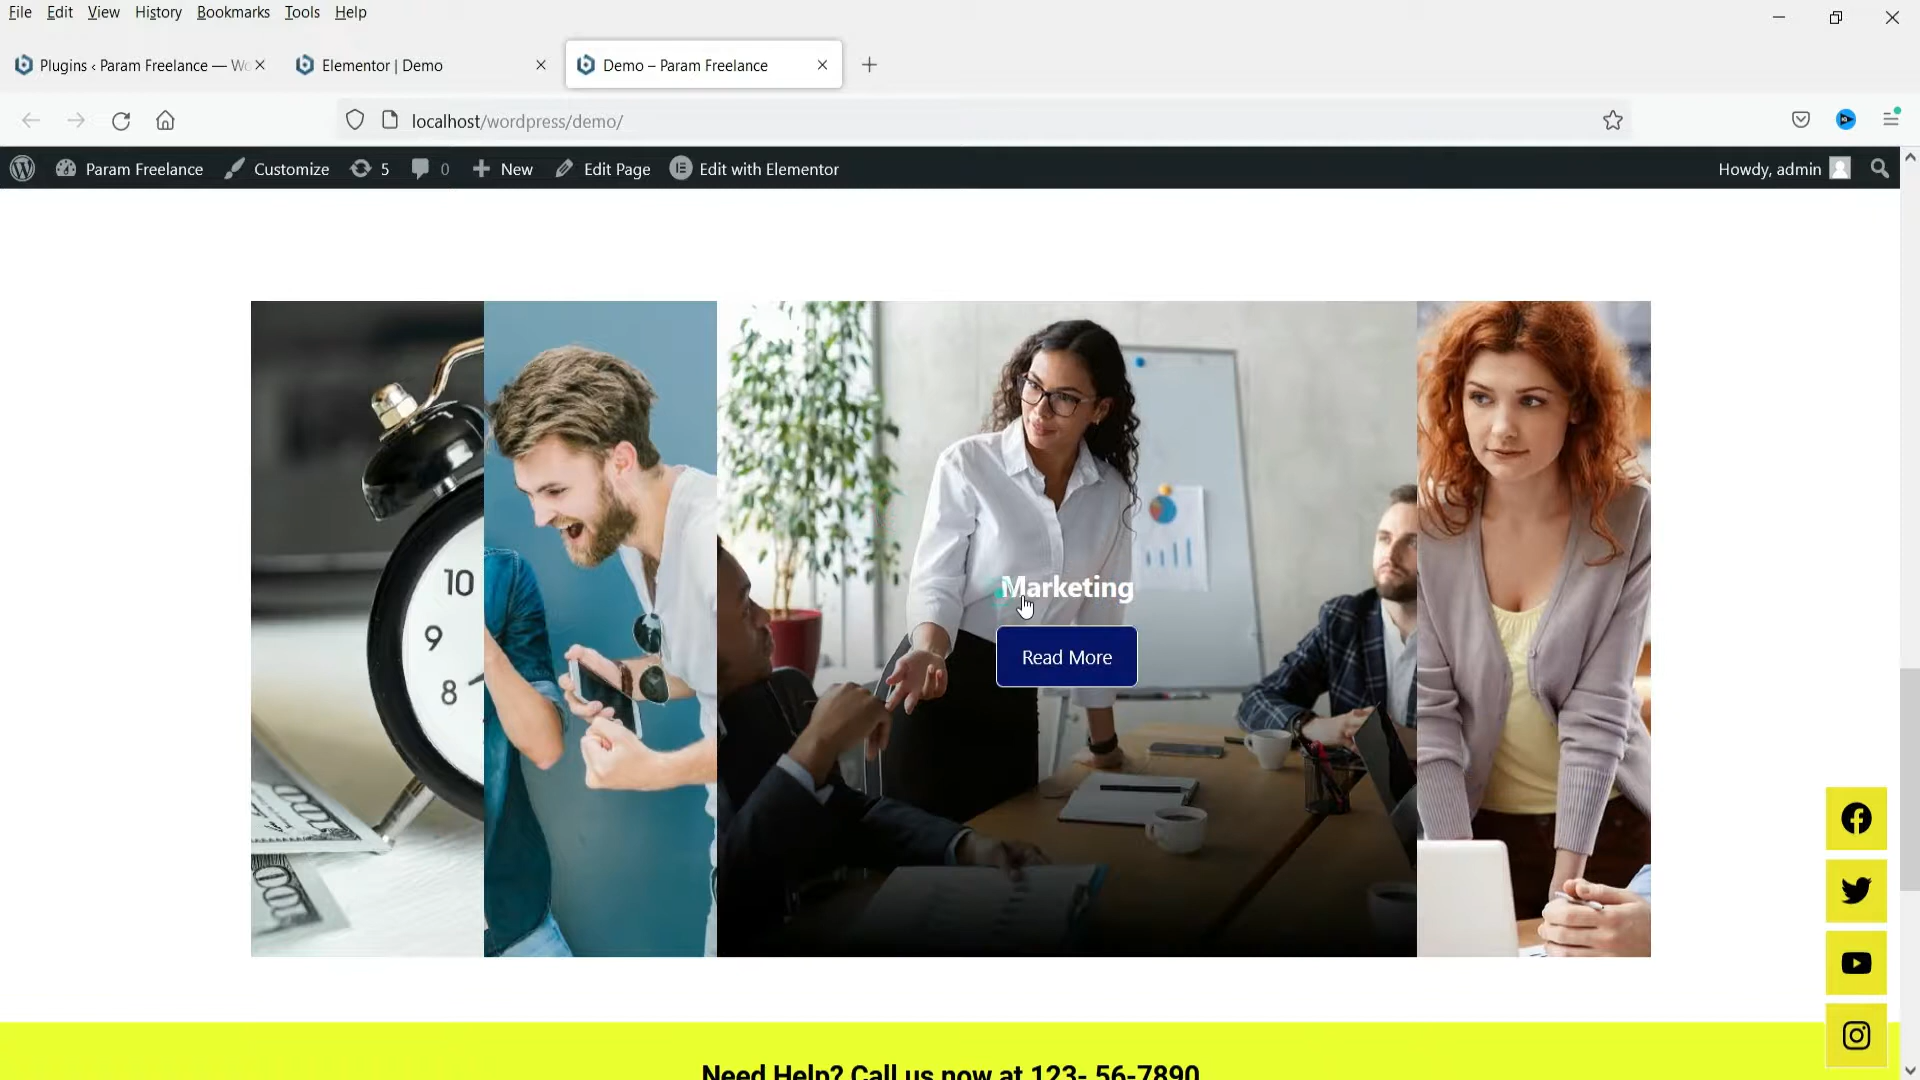 File Edit View History Bookmarks Tools Help
Plugins ‹ Param Freelance — Wo
Elementor | Demo
Demo – Param Freelance
localhost/wordpress/demo/
Param Freelance Customize 5 0 New Edit Page Edit with Elementor Howdy, admin
10
9
8
Marketing
Read More
Need Help? Call us now at 123- 56-7890